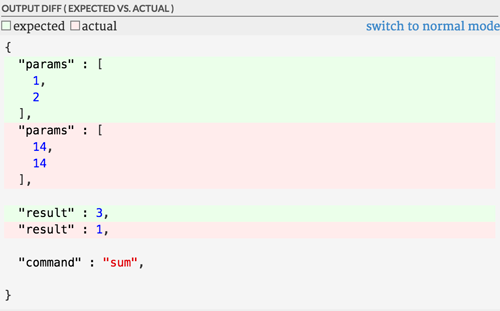 OUTPUT DIFF ( EXPECTED VS. ACTUAL )
expected actual switch to normal mode
{
"params" : [
1,
2
],
"params" : [
14,
14
],
"result" : 3,
"result" : 1,
"command" : "sum",
}